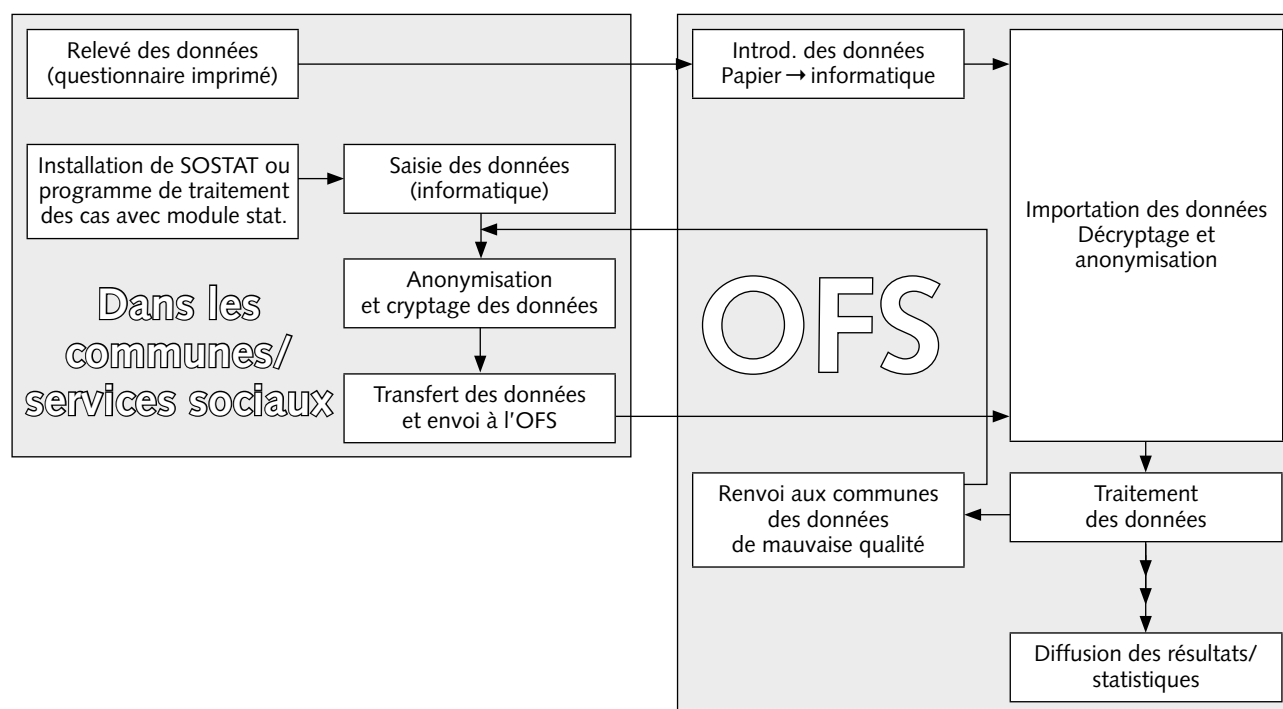 Relevé des données
(questionnaire imprimé)
Introd. des données
Papier → informatique
Installation de SOSTAT ou
programme de traitement
des cas avec module stat.
Saisie des données
(informatique)
Importation des données
Décryptage et
anonymisation
Anonymisation
et cryptage des données
Dans les
communes/
services sociaux
OFS
Transfert des données
et envoi à l'OFS
Renvoi aux communes
des données
de mauvaise qualité
Traitement
des données
Diffusion des résultats/
statistiques